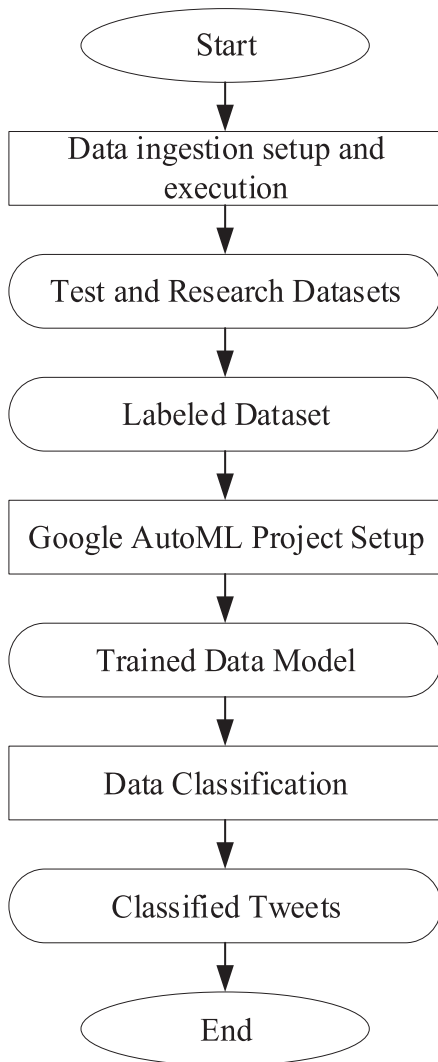 Start
Data ingestion setup and
execution
Test and Research Datasets
Labeled Dataset
Google AutoML Project Setup
Trained Data Model
Data Classification
Classified Tweets
End